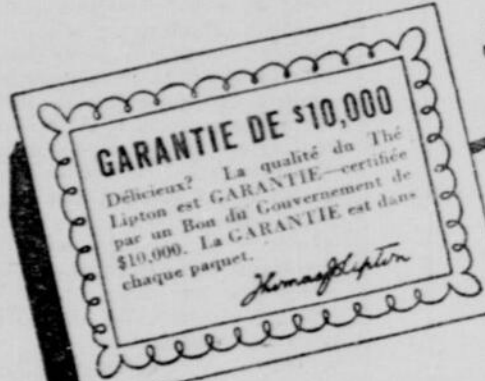 GARANTIE DE $10,000
Délicieux? La qualité du Thé
Lipton est GARANTIE—certifiée
par un Bon du Gouvernement de
$10,000. La GARANTIE est dans
chaque paquet.
Thomas J Lipton